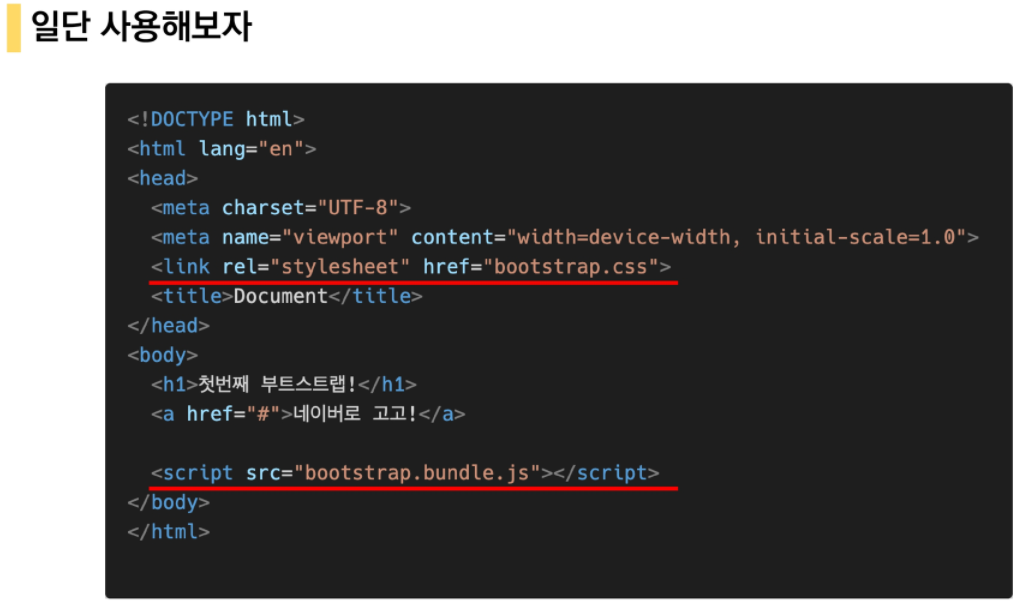 일단 사용해보자
<!DOCTYPE html>
<html lang="en">
<head>
  <meta charset="UTF-8">
  <meta name="viewport" content="width=device-width, initial-scale=1.0">
  <link rel="stylesheet" href="bootstrap.css">
  <title>Document</title>
</head>
<body>
  <h1>첫번째 부트스트랩!</h1>
  <a href="#">네이버로 고고!</a>
  <script src="bootstrap.bundle.js"></script>
</body>
</html>